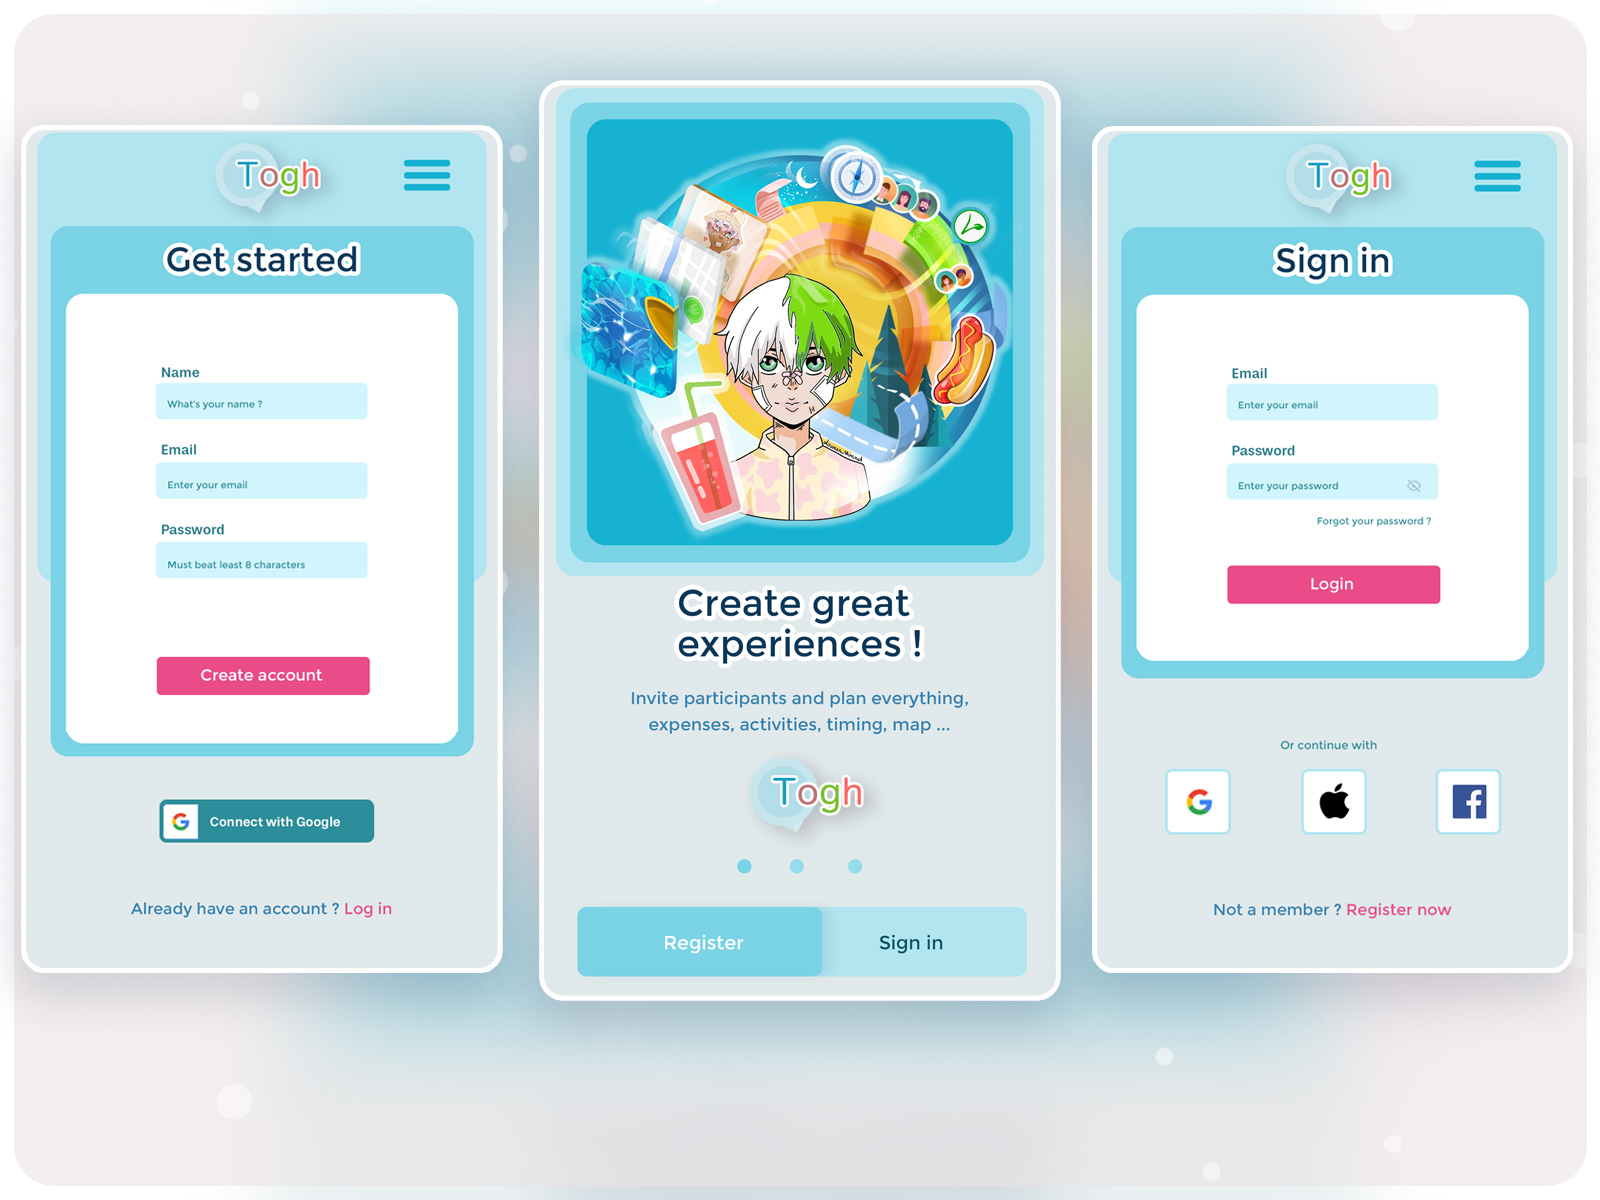 Togh
Get started
Name
What's your name ?
Email
Enter your email
Password
Must beat least 8 characters
Create account
Connect with Google
Already have an account ? Log in
Create great
experiences !
Invite participants and plan everything,
expenses, activities, timing, map ...
Togh
Register
Sign in
Togh
Sign in
Email
Enter your email
Password
Enter your password
Forgot your password ?
Login
Or continue with
Not a member ? Register now